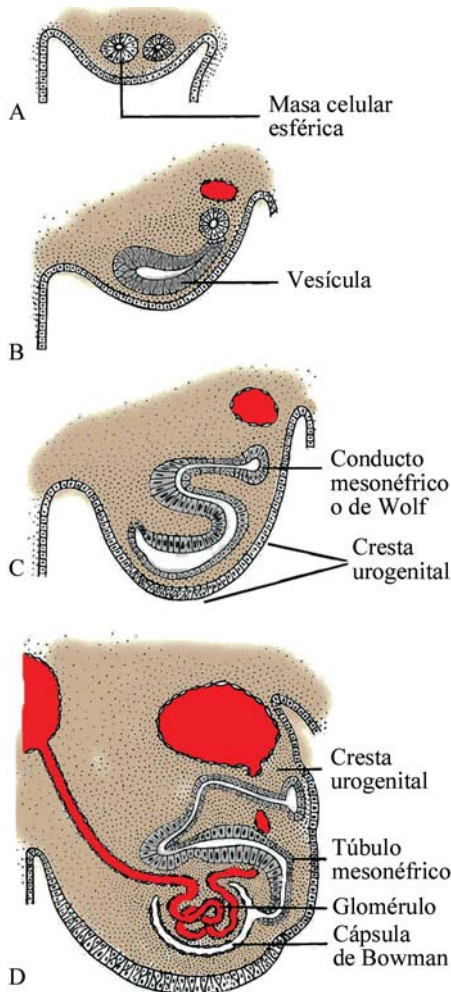 A
Masa celular
esférica
B
Vesícula
C
Conducto
mesonéfrico
o de Wolf
Cresta
urogenital
D
Cresta
urogenital
Túbulo
mesonéfrico
Glomérulo
Cápsula
de Bowman